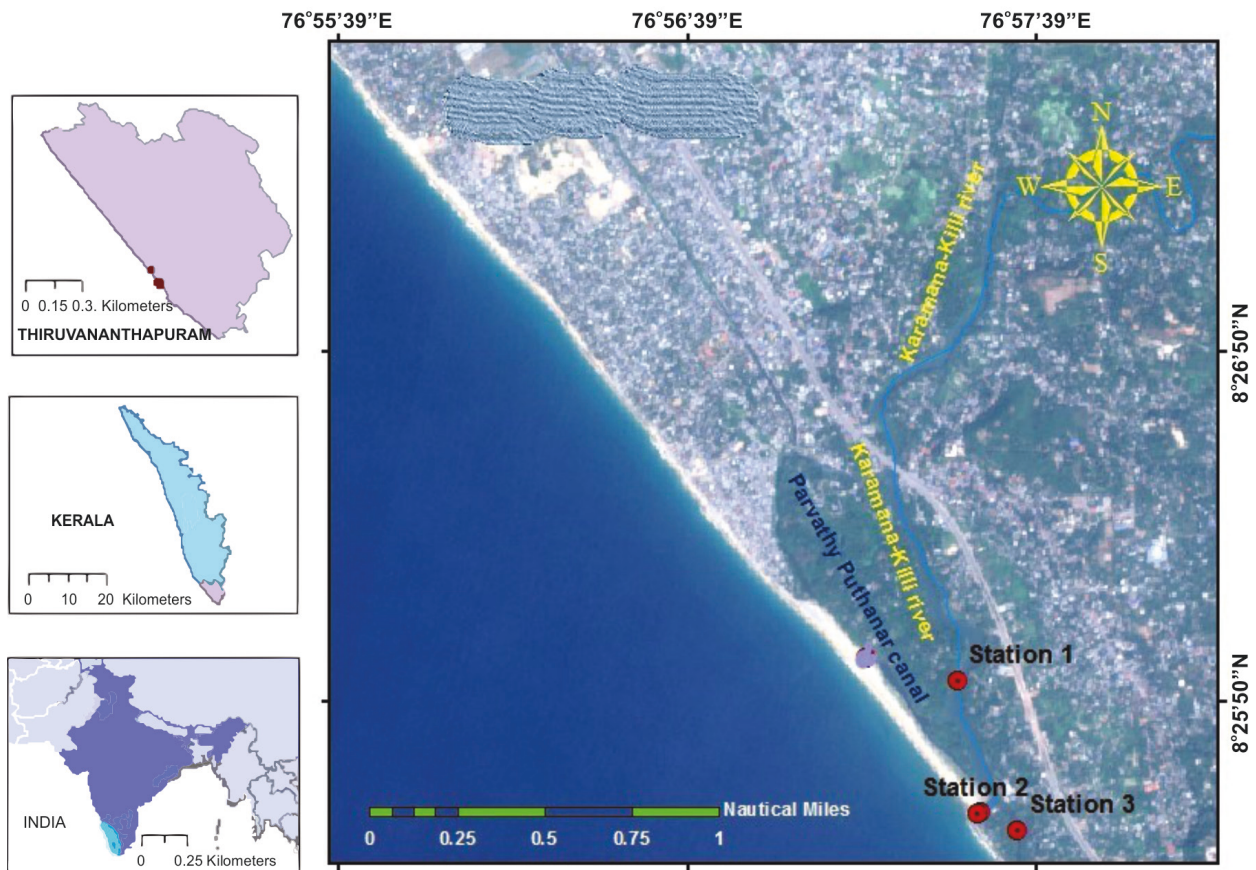 76°55'39”E
76°56'39”E
76°57'39”E
0 0.15 0.3. Kilometers
THIRUVANANTHAPURAM
KERALA
0 10 20 Kilometers
INDIA
0 0.25 Kilometers
N
W
E
S
Karamana-Killi river
8°26'50”N
Karamana-Killi river
Parvathy Puthanar canal
Station 1
8°25'50”N
Station 2
Station 3
Nautical Miles
0 0.25 0.50 0.75 1